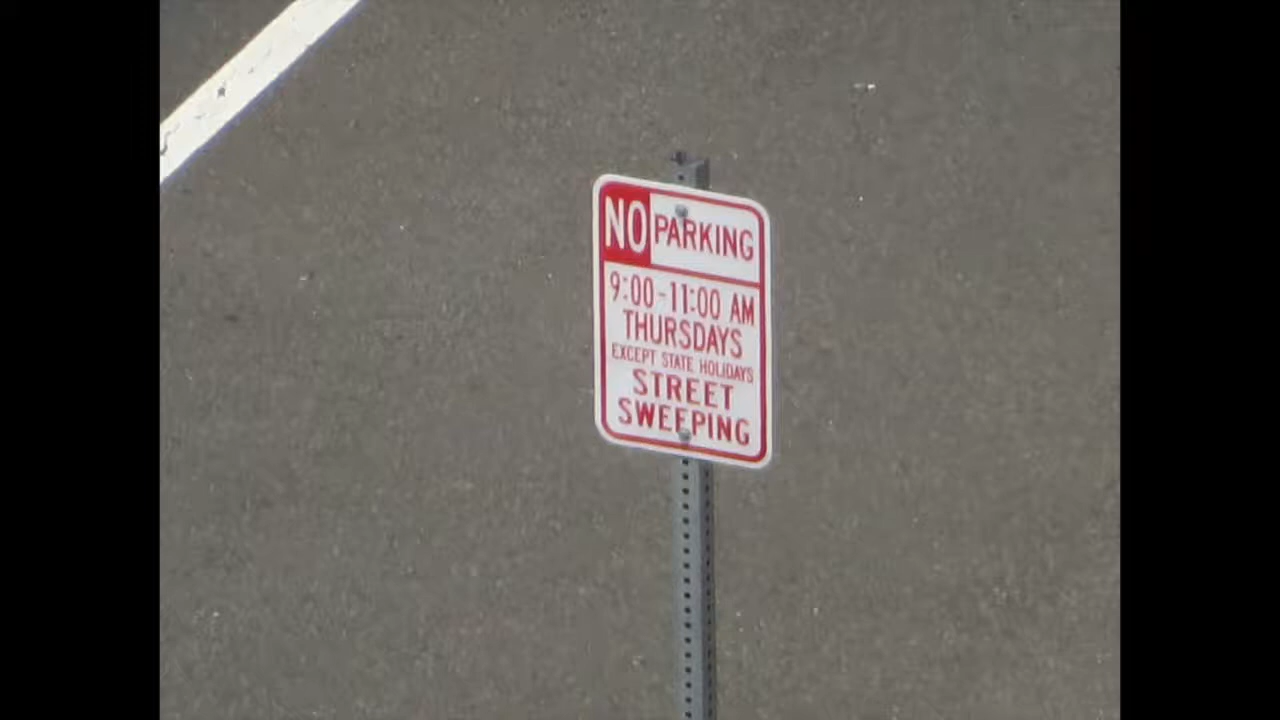 NO PARKING
9:00-11:00 AM
THURSDAYS
EXCEPT STATE HOLIDAYS
STREET
SWEEPING